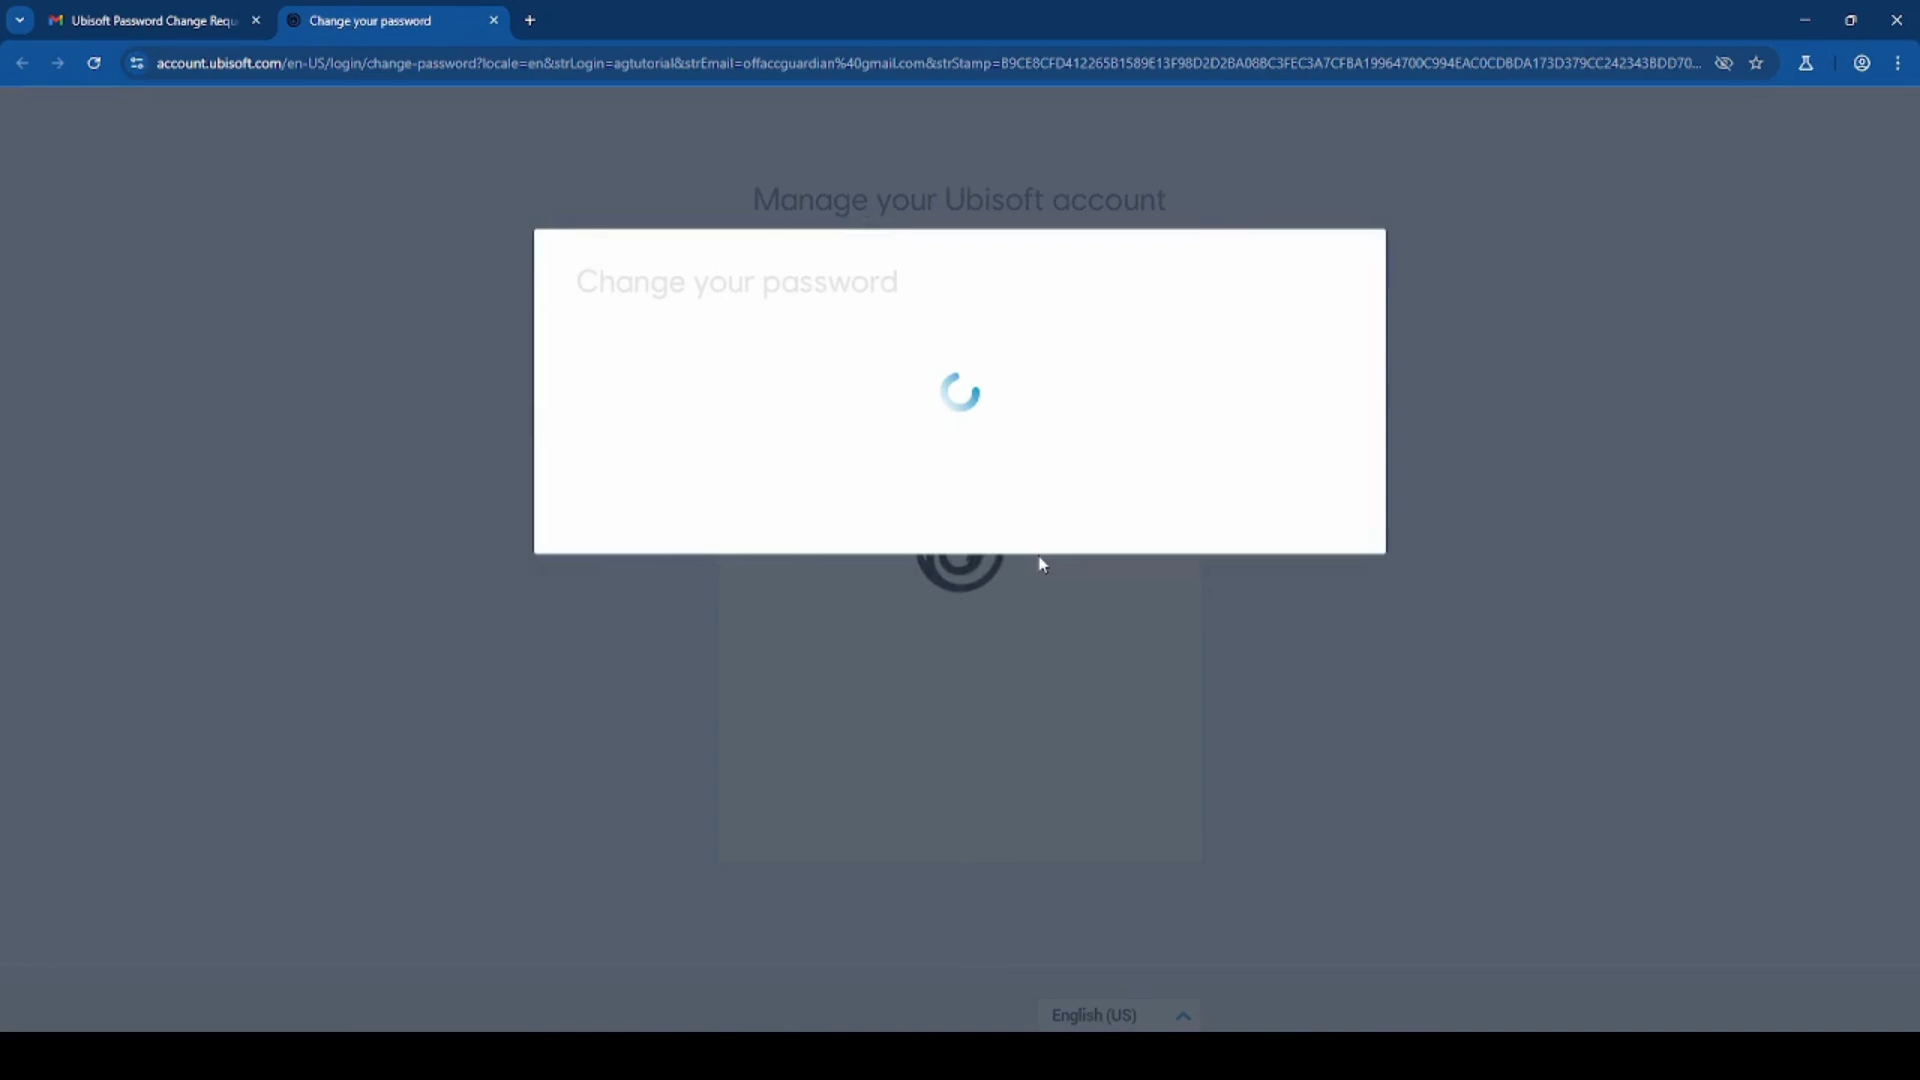 Ubisoft Password Change Requ
Change your password
account.ubisoft.com/en-US/login/change-password?locale=en&strLogin=agtutorial&strEmail=offaccguardian%40gmail.com&strStamp=B9CE8CFD412265B1589E13F98D2D2BA08BC3FEC3A7CFBA19964700C994EAC0CDBDA173D379CC242343BDD70...
Manage your Ubisoft account
Change your password
English (US)